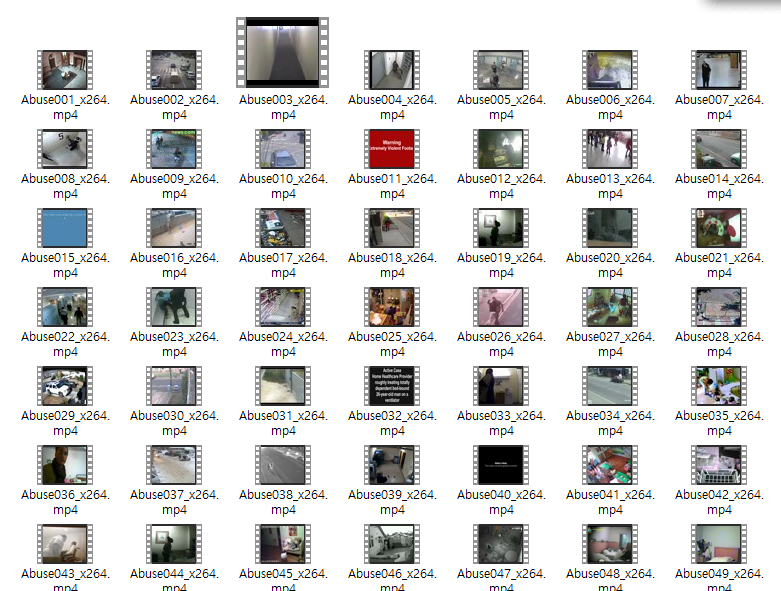 Abuse001_x264.mp4
Abuse002_x264.mp4
Abuse003_x264.mp4
Abuse004_x264.mp4
Abuse005_x264.mp4
Abuse006_x264.mp4
Abuse007_x264.mp4
news.com
Warning
Extremely Violent Foota
Abuse008_x264.mp4
Abuse009_x264.mp4
Abuse010_x264.mp4
Abuse011_x264.mp4
Abuse012_x264.mp4
Abuse013_x264.mp4
Abuse014_x264.mp4
Abuse015_x264.mp4
Abuse016_x264.mp4
Abuse017_x264.mp4
Abuse018_x264.mp4
Abuse019_x264.mp4
Abuse020_x264.mp4
Abuse021_x264.mp4
Abuse022_x264.mp4
Abuse023_x264.mp4
Abuse024_x264.mp4
Abuse025_x264.mp4
Abuse026_x264.mp4
Abuse027_x264.mp4
Abuse028_x264.mp4
Active Case
Home Healthcare Provider
roughly treating totally
dependent bed-bound
36-year-old man on a
ventilator
Abuse029_x264.mp4
Abuse030_x264.mp4
Abuse031_x264.mp4
Abuse032_x264.mp4
Abuse033_x264.mp4
Abuse034_x264.mp4
Abuse035_x264.mp4
Abuse036_x264.mp4
Abuse037_x264.mp4
Abuse038_x264.mp4
Abuse039_x264.mp4
Abuse040_x264.mp4
Abuse041_x264.mp4
Abuse042_x264.mp4
Abuse043_x264.mp4
Abuse044_x264.mp4
Abuse045_x264.mp4
Abuse046_x264.mp4
Abuse047_x264.mp4
Abuse048_x264.mp4
Abuse049_x264.mp4